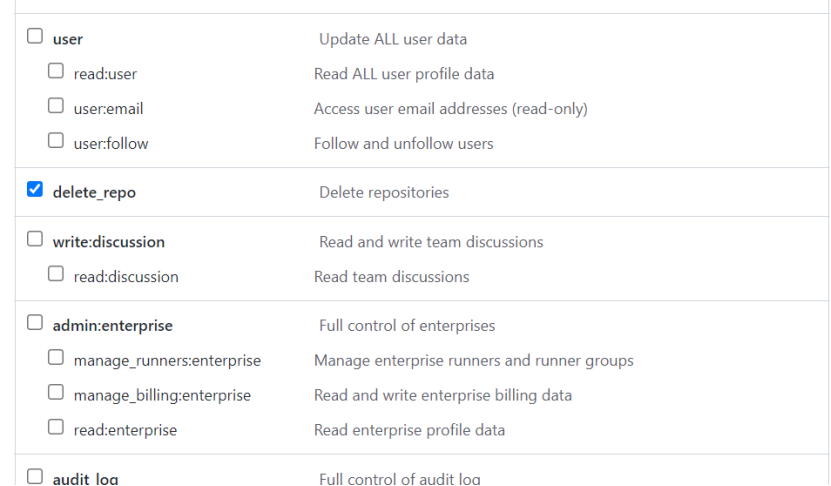 user Update ALL user data
read:user Read ALL user profile data
user:email Access user email addresses (read-only)
user:follow Follow and unfollow users
delete_repo Delete repositories
write:discussion Read and write team discussions
read:discussion Read team discussions
admin:enterprise Full control of enterprises
manage_runners:enterprise Manage enterprise runners and runner groups
manage_billing:enterprise Read and write enterprise billing data
read:enterprise Read enterprise profile data
audit_log Full control of audit log